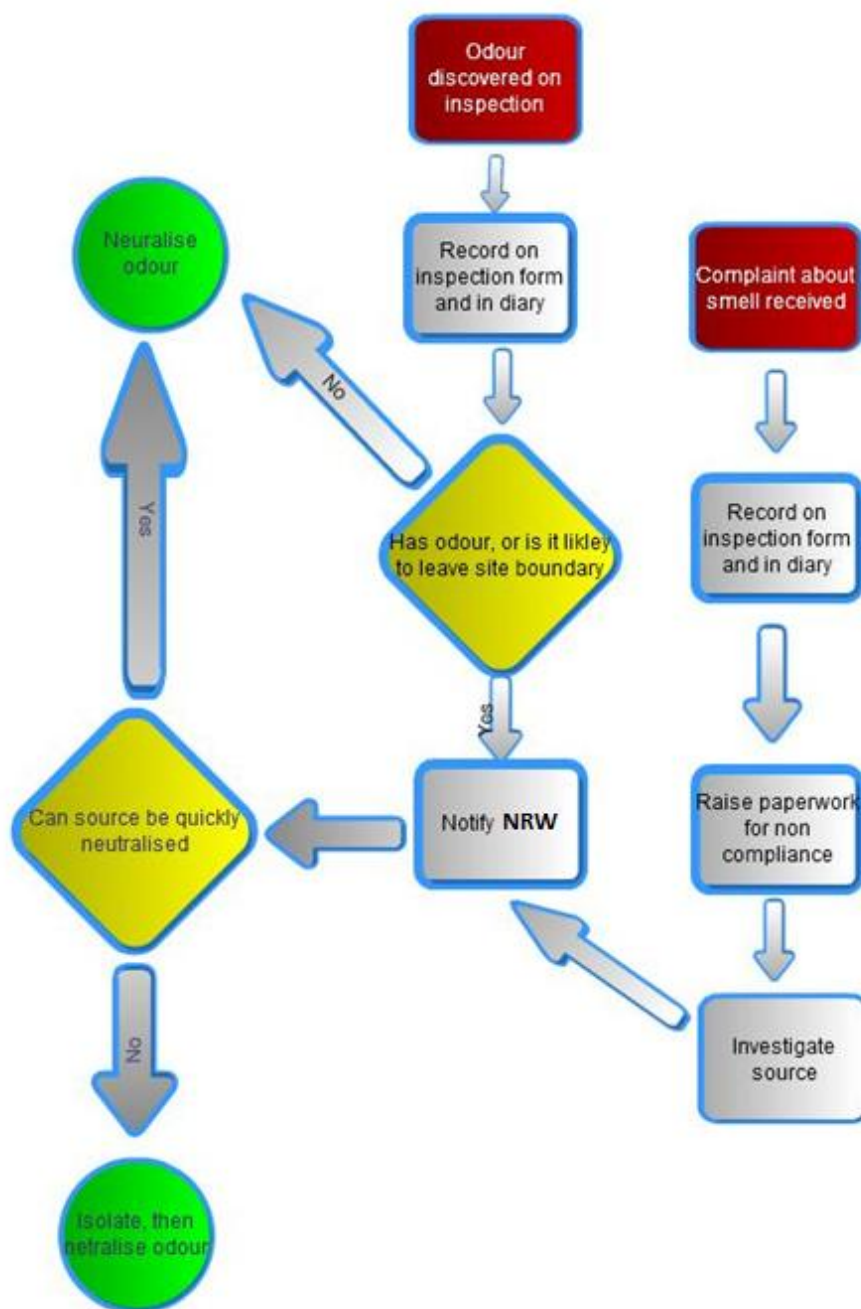 Odour
discovered on
inspection
Neuralise
odour
Record on
inspection form
and in diary
Complaint about
smell received
No
Yes
Has odour, or is it likley
to leave site boundary
Record on
inspection form
and in diary
Yes
Can source be quickly
neutralised
Notify NRW
Raise paperwork
for non
compliance
No
Investigate
source
Isolate, then
netralise odour